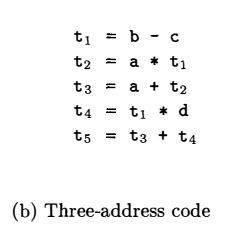 t₁ = b - c
t₂ = a * t₁
t₃ = a + t₂
t₄ = t₁ * d
t₅ = t₃ + t₄
(b) Three-address code